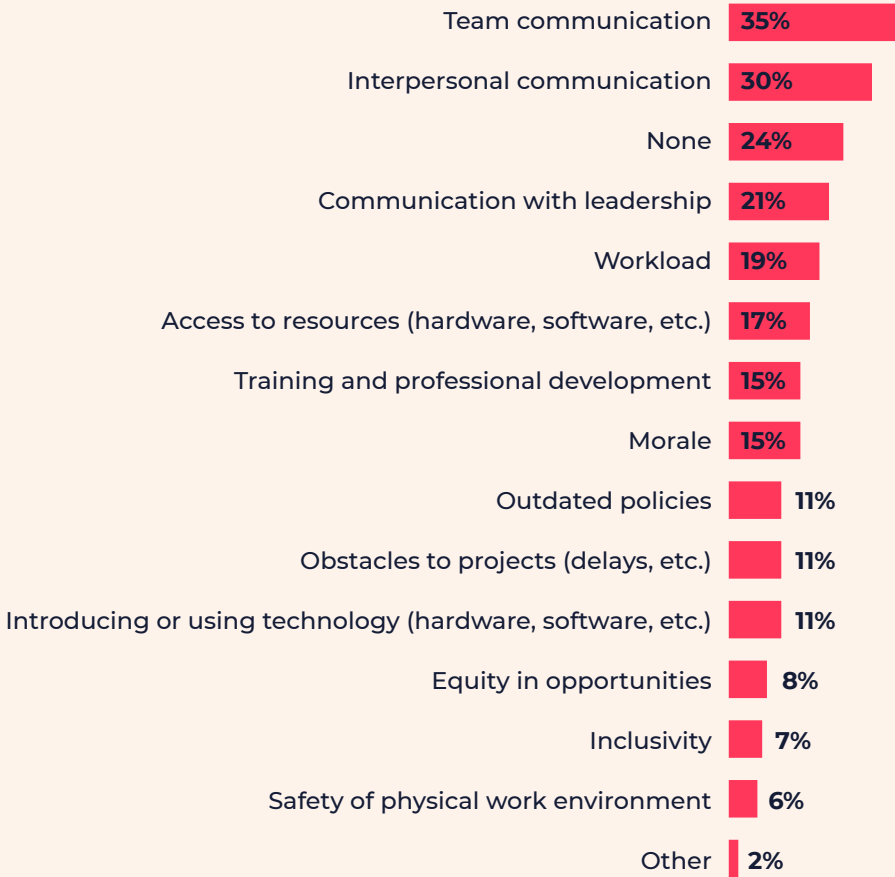 Team communication 35%
Interpersonal communication 30%
None 24%
Communication with leadership 21%
Workload 19%
Access to resources (hardware, software, etc.) 17%
Training and professional development 15%
Morale 15%
Outdated policies 11%
Obstacles to projects (delays, etc.) 11%
Introducing or using technology (hardware, software, etc.) 11%
Equity in opportunities 8%
Inclusivity 7%
Safety of physical work environment 6%
Other 2%